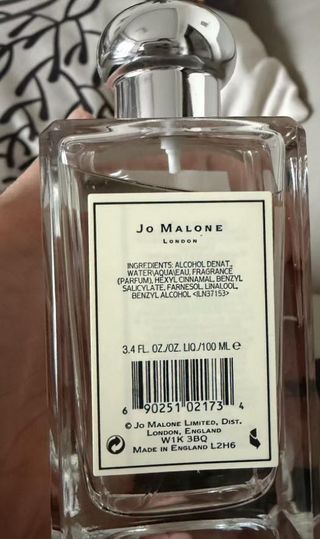 JO MALONE
LONDON
INGREDIENTS: ALCOHOL DENAT.,
WATER\AQUA\EAU, FRAGRANCE
(PARFUM), HEXYL CINNAMAL, BENZYL
SALICYLATE, FARNESOL, LINALOOL,
BENZYL ALCOHOL <ILN37153>
3.4 FL. OZ./OZ. LIQ./100 ML e
6 90251 02173 4
© JO MALONE LIMITED, DIST.
LONDON, ENGLAND
W1K 3BQ
MADE IN ENGLAND L2H6